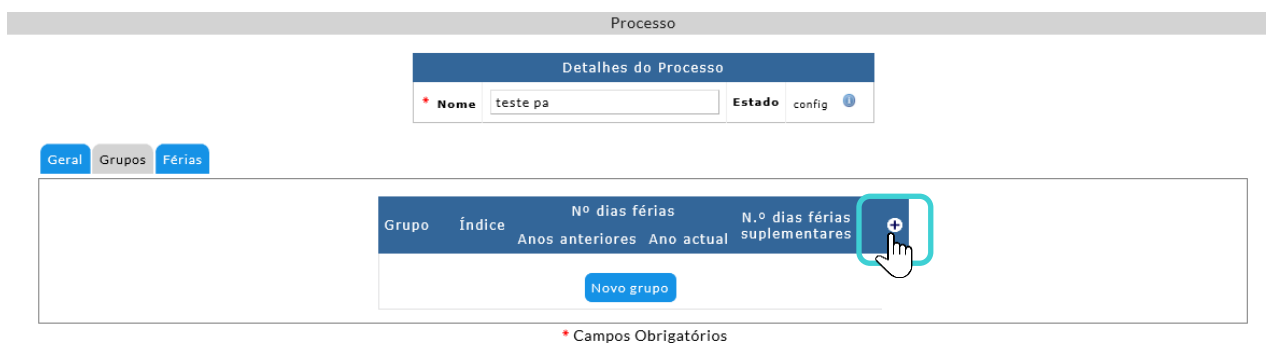 Processo
Detalhes do Processo
* Nome teste pa Estado config i
Geral Grupos Férias
Grupo Índice Nº dias férias N.º dias férias suplementares
Anos anteriores Ano actual
Novo grupo
* Campos Obrigatórios